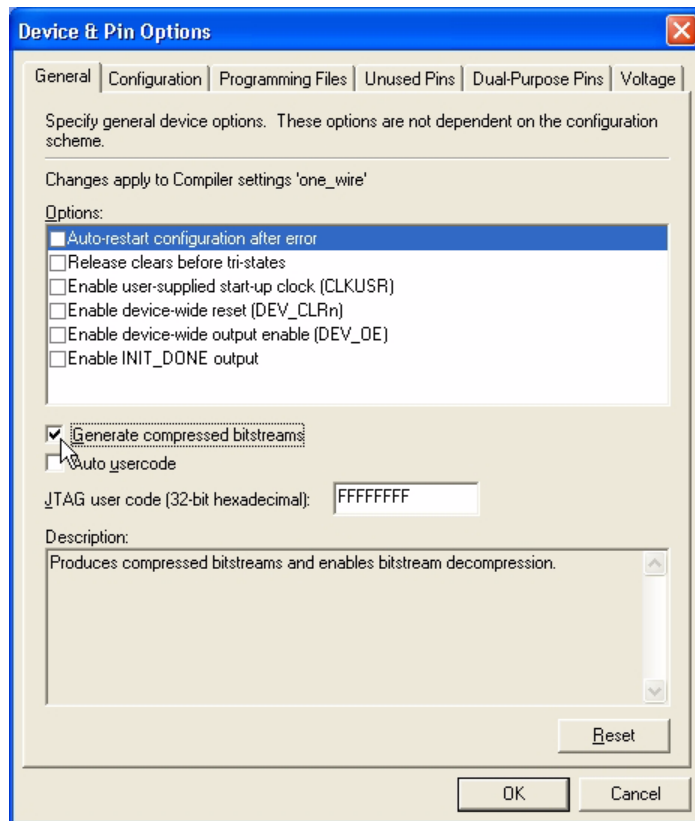 Device & Pin Options
General Configuration Programming Files Unused Pins Dual-Purpose Pins Voltage
Specify general device options. These options are not dependent on the configuration
scheme.
Changes apply to Compiler settings 'one_wire'
Options:
Auto-restart configuration after error
Release clears before tri-states
Enable user-supplied start-up clock (CLKUSR)
Enable device-wide reset (DEV_CLRn)
Enable device-wide output enable (DEV_OE)
Enable INIT_DONE output
Generate compressed bitstreams
Auto usercode
JTAG user code (32-bit hexadecimal): FFFFFFFF
Description:
Produces compressed bitstreams and enables bitstream decompression.
Reset
OK Cancel